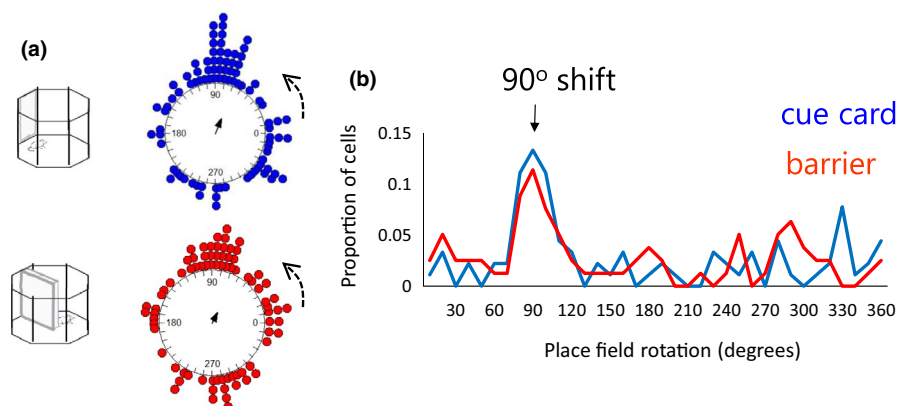 (a)
90
180
0
270
90
180
0
270
(b)
90º shift
cue card
barrier
Proportion of cells
0.15
0.1
0.05
0
30 60 90 120 150 180 210 240 270 300 330 360
Place field rotation (degrees)